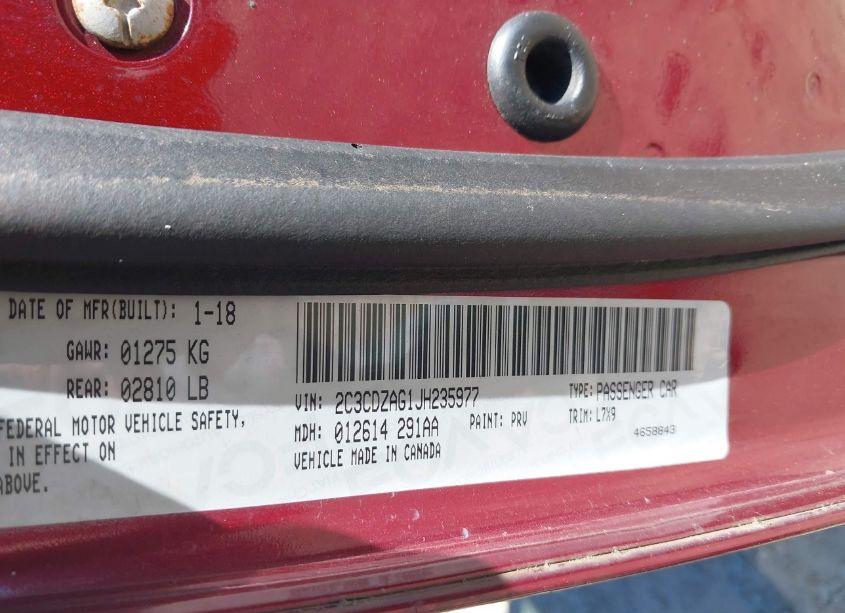 DATE OF MFR(BUILT): 1-18
GAWR: 01275 KG
REAR: 02810 LB
FEDERAL MOTOR VEHICLE SAFETY,
IN EFFECT ON
ABOVE.
VIN: 2C3CDZAG1JH235977
TYPE: PASSENGER CAR
MDH: 012614 291AA
PAINT: PRV
TRIM: L7X9
VEHICLE MADE IN CANADA
4658843